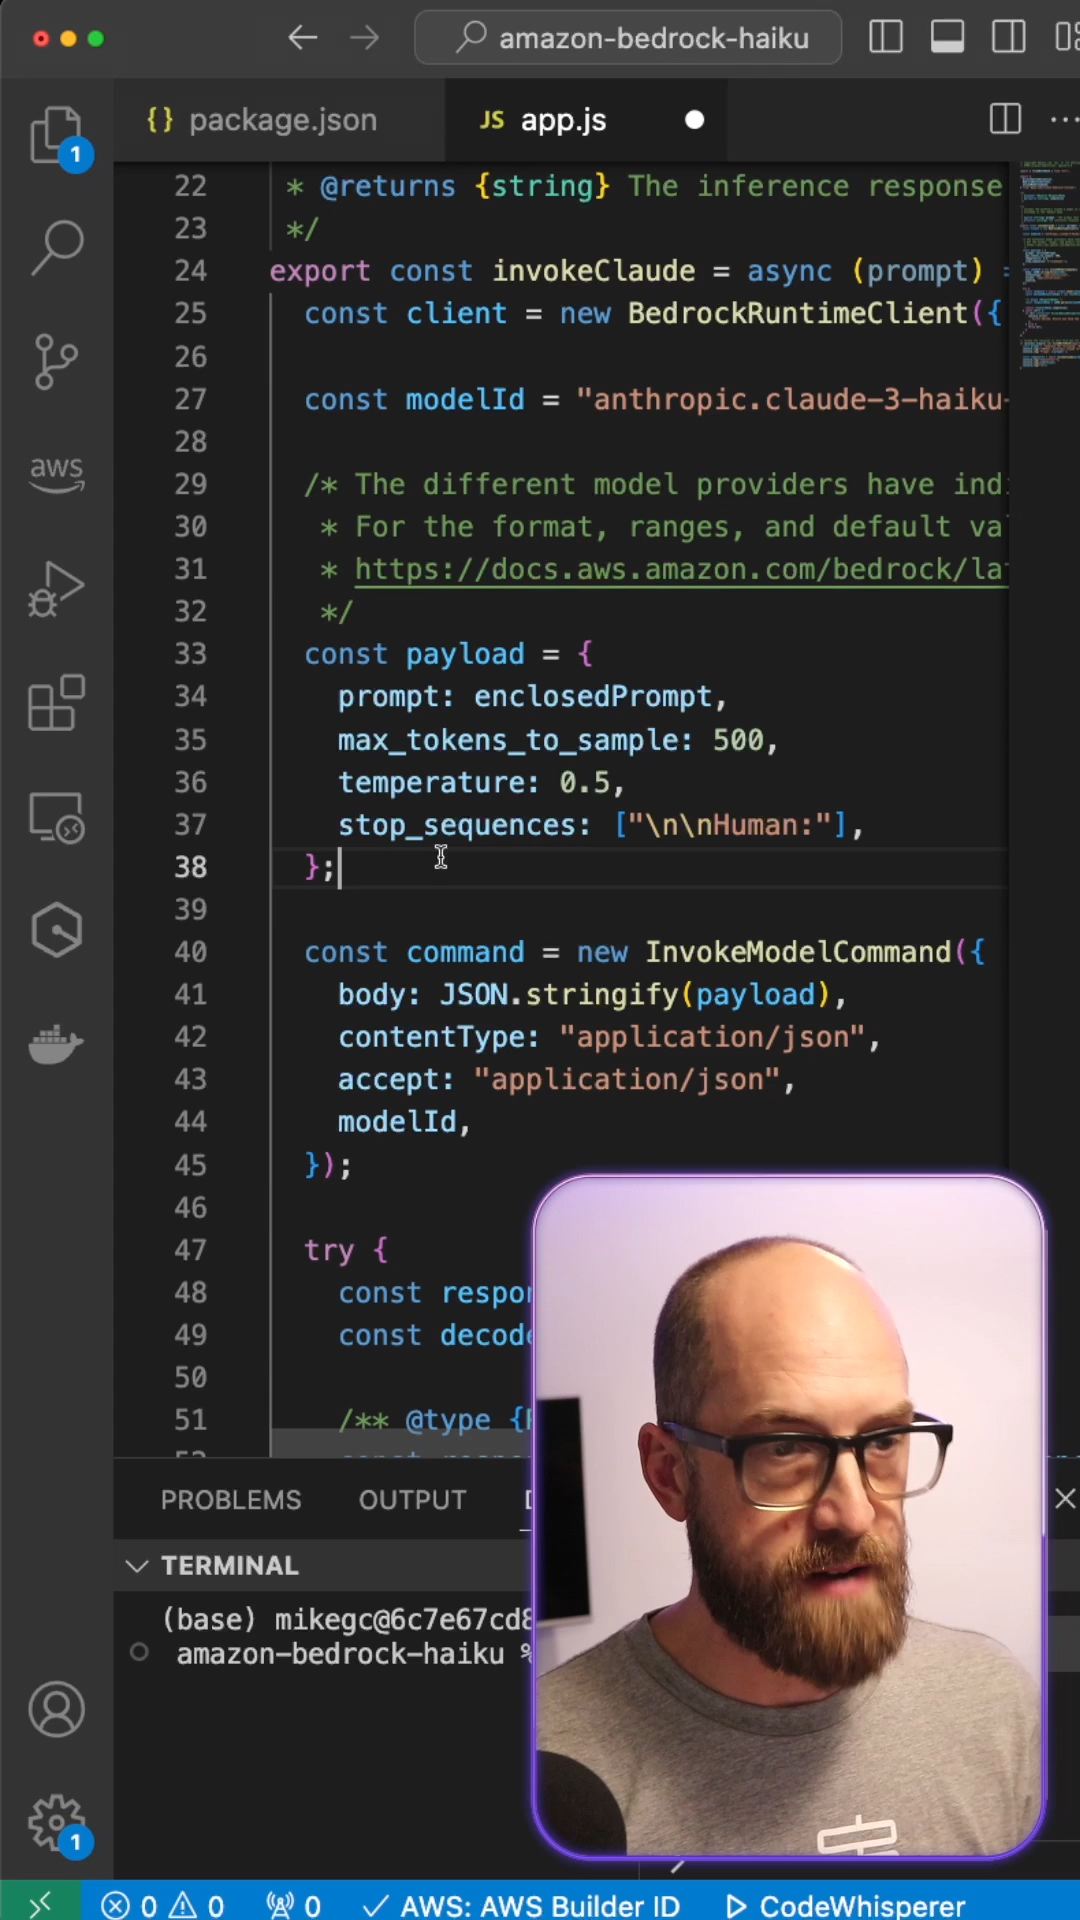 amazon-bedrock-haiku
{} package.json
JS app.js
1
aws
22 * @returns {string} The inference response
23 */
24 export const invokeClaude = async (prompt) =
25 const client = new BedrockRuntimeClient({
26
27 const modelId = "anthropic.claude-3-haiku-
28
29 /* The different model providers have indi
30 * For the format, ranges, and default va
31 * https://docs.aws.amazon.com/bedrock/la
32 */
33 const payload = {
34 prompt: enclosedPrompt,
35 max_tokens_to_sample: 500,
36 temperature: 0.5,
37 stop_sequences: ["\n\nHuman:"],
38 };
39
40 const command = new InvokeModelCommand({
41 body: JSON.stringify(payload),
42 contentType: "application/json",
43 accept: "application/json",
44 modelId,
45 });
46
47 try {
48 const respon
49 const decode
50
51 /** @type {
PROBLEMS OUTPUT
TERMINAL
(base) mikegc@6c7e67cd8
amazon-bedrock-haiku %
1
0 0 0 AWS: AWS Builder ID CodeWhisperer